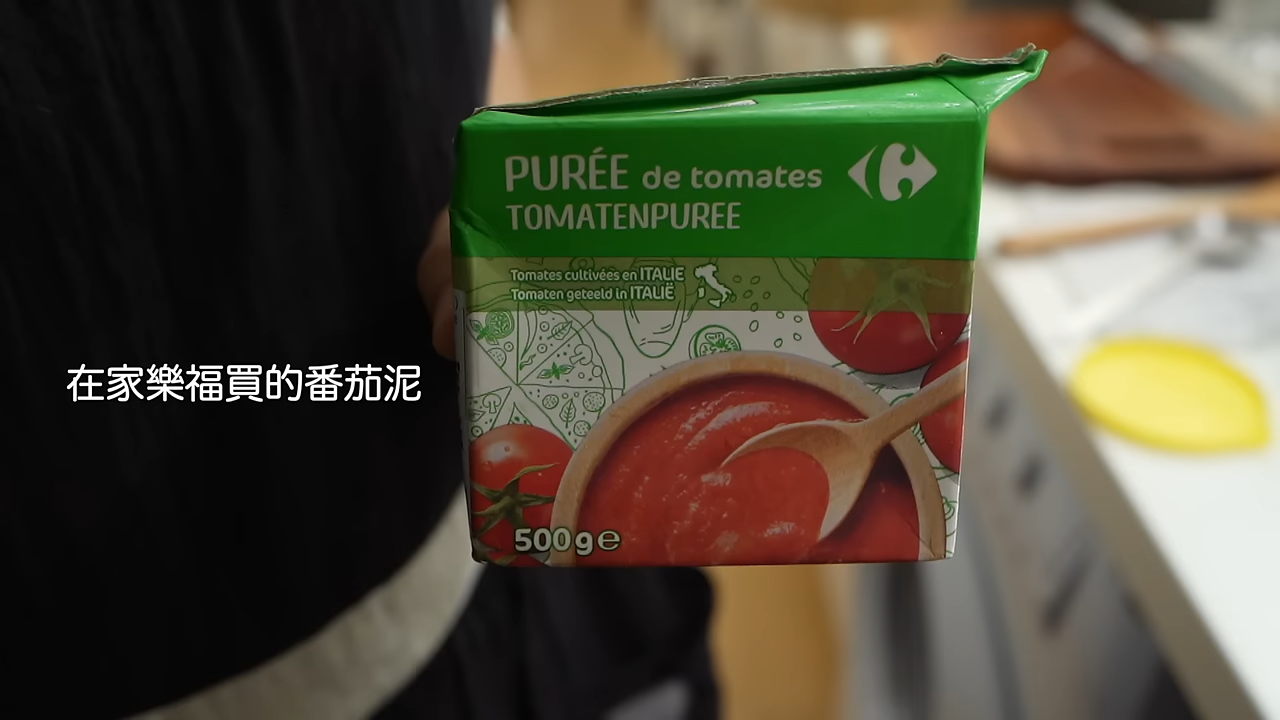 PURÉE de tomates
TOMATENPUREE
Tomates cultivées en ITALIE
Tomaten geteeld in ITALIË
在家樂福買的番茄泥
500g℮